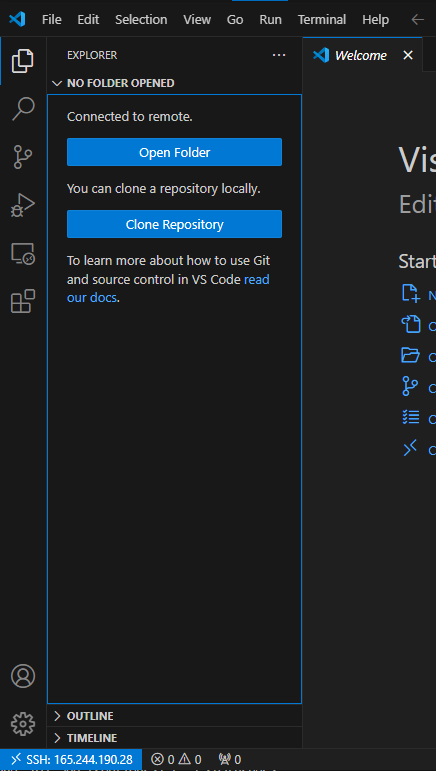 File Edit Selection View Go Run Terminal Help
EXPLORER
Welcome
NO FOLDER OPENED
Connected to remote.
Open Folder
You can clone a repository locally.
Clone Repository
To learn more about how to use Git
and source control in VS Code read
our docs.
Vis
Edi
Start
N
O
O
C
C
C
OUTLINE
TIMELINE
SSH: 165.244.190.28 0 0 0